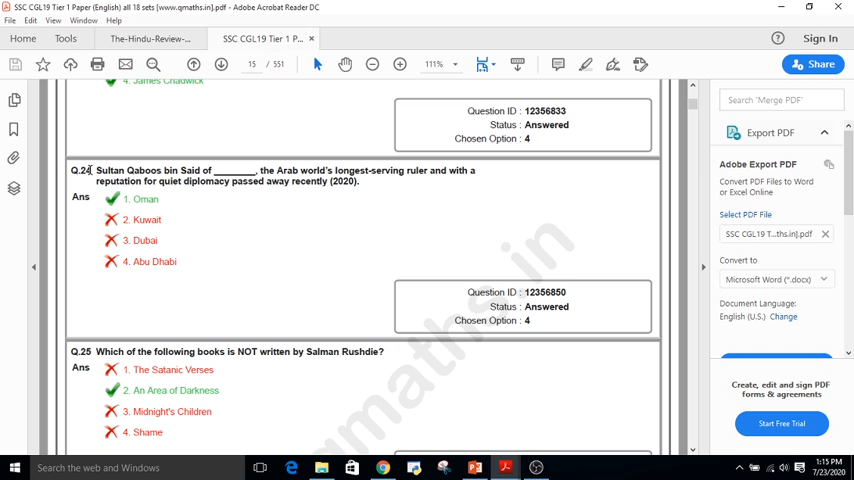 SSC CGL19 Tier 1 Paper (English) all 18 sets [www.qmaths.in].pdf - Adobe Acrobat Reader DC
File Edit View Window Help
Home Tools The-Hindu-Review-... SSC CGL19 Tier 1 P... × Sign In
15 / 551 111% Share
4. James Chadwick
Question ID : 12356833
Status : Answered
Chosen Option : 4
Q.24 Sultan Qaboos bin Said of ________, the Arab world's longest-serving ruler and with a
reputation for quiet diplomacy passed away recently (2020).
Ans 1. Oman
2. Kuwait
3. Dubai
4. Abu Dhabi
Question ID : 12356850
Status : Answered
Chosen Option : 4
Q.25 Which of the following books is NOT written by Salman Rushdie?
Ans 1. The Satanic Verses
2. An Area of Darkness
3. Midnight's Children
4. Shame
qmaths.in
Search 'Merge PDF'
Export PDF
Adobe Export PDF
Convert PDF Files to Word
or Excel Online
Select PDF File
SSC CGL19 T...ths.in].pdf
Convert to
Microsoft Word (*.docx)
Document Language:
English (U.S.) Change
Create, edit and sign PDF
forms & agreements
Start Free Trial
Search the web and Windows
1:15 PM
7/23/2020